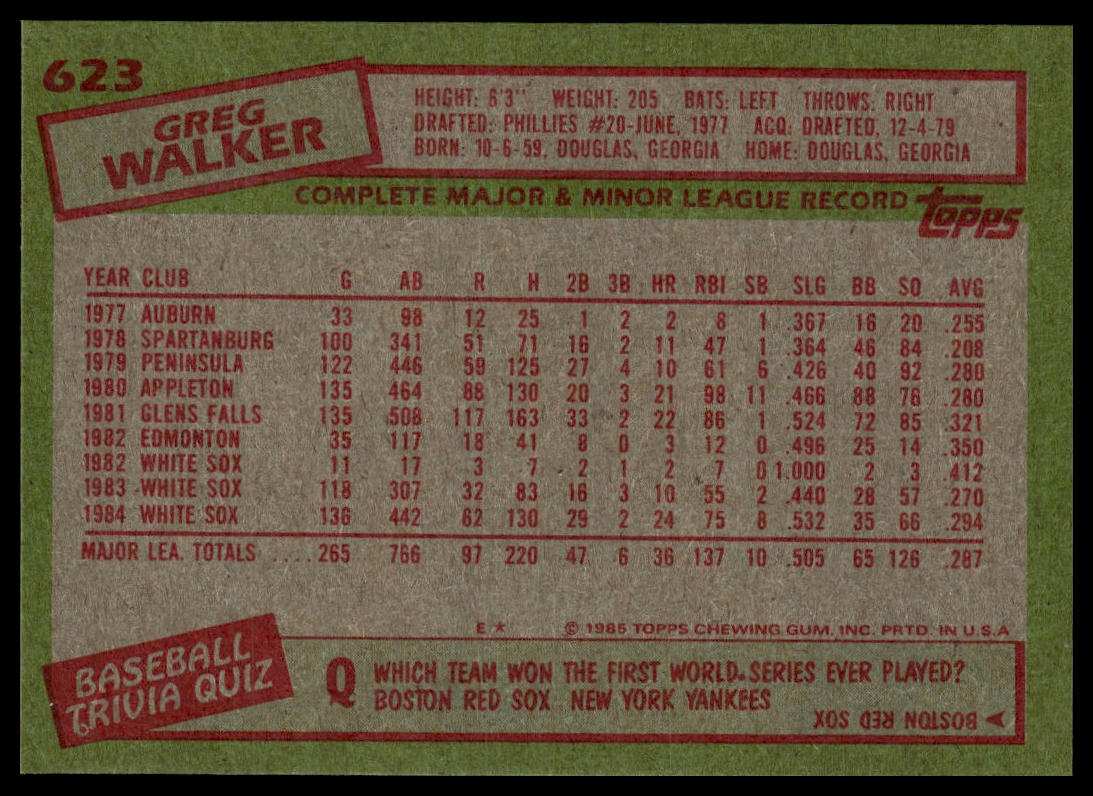 623
GREG
WALKER
HEIGHT: 6'3" WEIGHT: 205 BATS: LEFT THROWS: RIGHT
DRAFTED: PHILLIES #20-JUNE, 1977 ACQ: DRAFTED, 12-4-79
BORN: 10-6-59, DOUGLAS, GEORGIA HOME: DOUGLAS, GEORGIA
COMPLETE MAJOR & MINOR LEAGUE RECORD topps
YEAR CLUB G AB R H 2B 3B HR RBI SB SLG BB SO AVG
1977 AUBURN 33 98 12 25 1 2 2 8 1 .367 16 20 .255
1978 SPARTANBURG 100 341 51 71 16 2 11 47 1 .364 46 84 .208
1979 PENINSULA 122 446 59 125 27 4 10 61 6 .426 40 92 .280
1980 APPLETON 135 464 88 130 20 3 21 98 11 .466 88 76 .280
1981 GLENS FALLS 135 508 117 163 33 2 22 86 1 .524 72 85 .321
1982 EDMONTON 35 117 18 41 8 0 3 12 0 .496 25 14 .350
1982 WHITE SOX 11 17 3 7 2 1 2 7 0 1.000 2 3 .412
1983 WHITE SOX 118 307 32 83 16 3 10 55 2 .440 28 57 .270
1984 WHITE SOX 136 442 62 130 29 2 24 75 8 .532 35 66 .294
MAJOR LEA. TOTALS ....265 766 97 220 47 6 36 137 10 .505 65 126 .287
E * © 1985 TOPPS CHEWING GUM, INC. PRTD. IN U.S.A
BASEBALL
TRIVIA QUIZ
Q WHICH TEAM WON THE FIRST WORLD SERIES EVER PLAYED?
BOSTON RED SOX NEW YORK YANKEES
BOSTON RED SOX